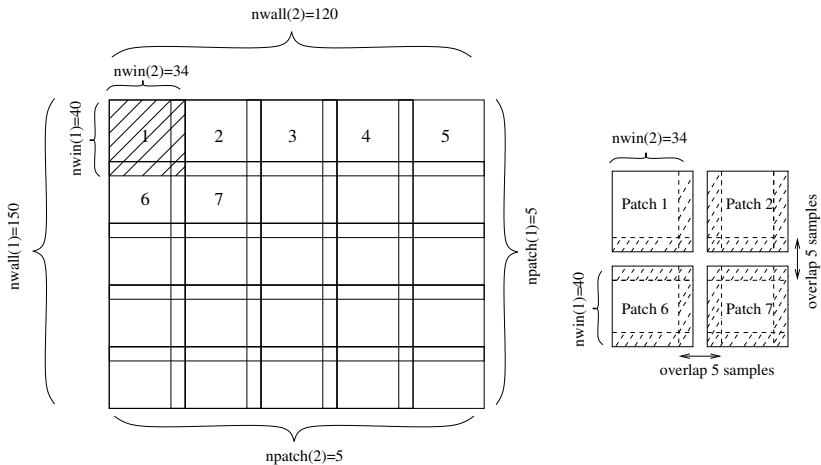 nwall(2)=120
nwin(2)=34
nwin(1)=40
1 2 3 4 5
6 7
nwall(1)=150
npatch(1)=5
npatch(2)=5
nwin(2)=34
Patch 1 Patch 2
overlap 5 samples
nwin(1)=40
Patch 6 Patch 7
overlap 5 samples